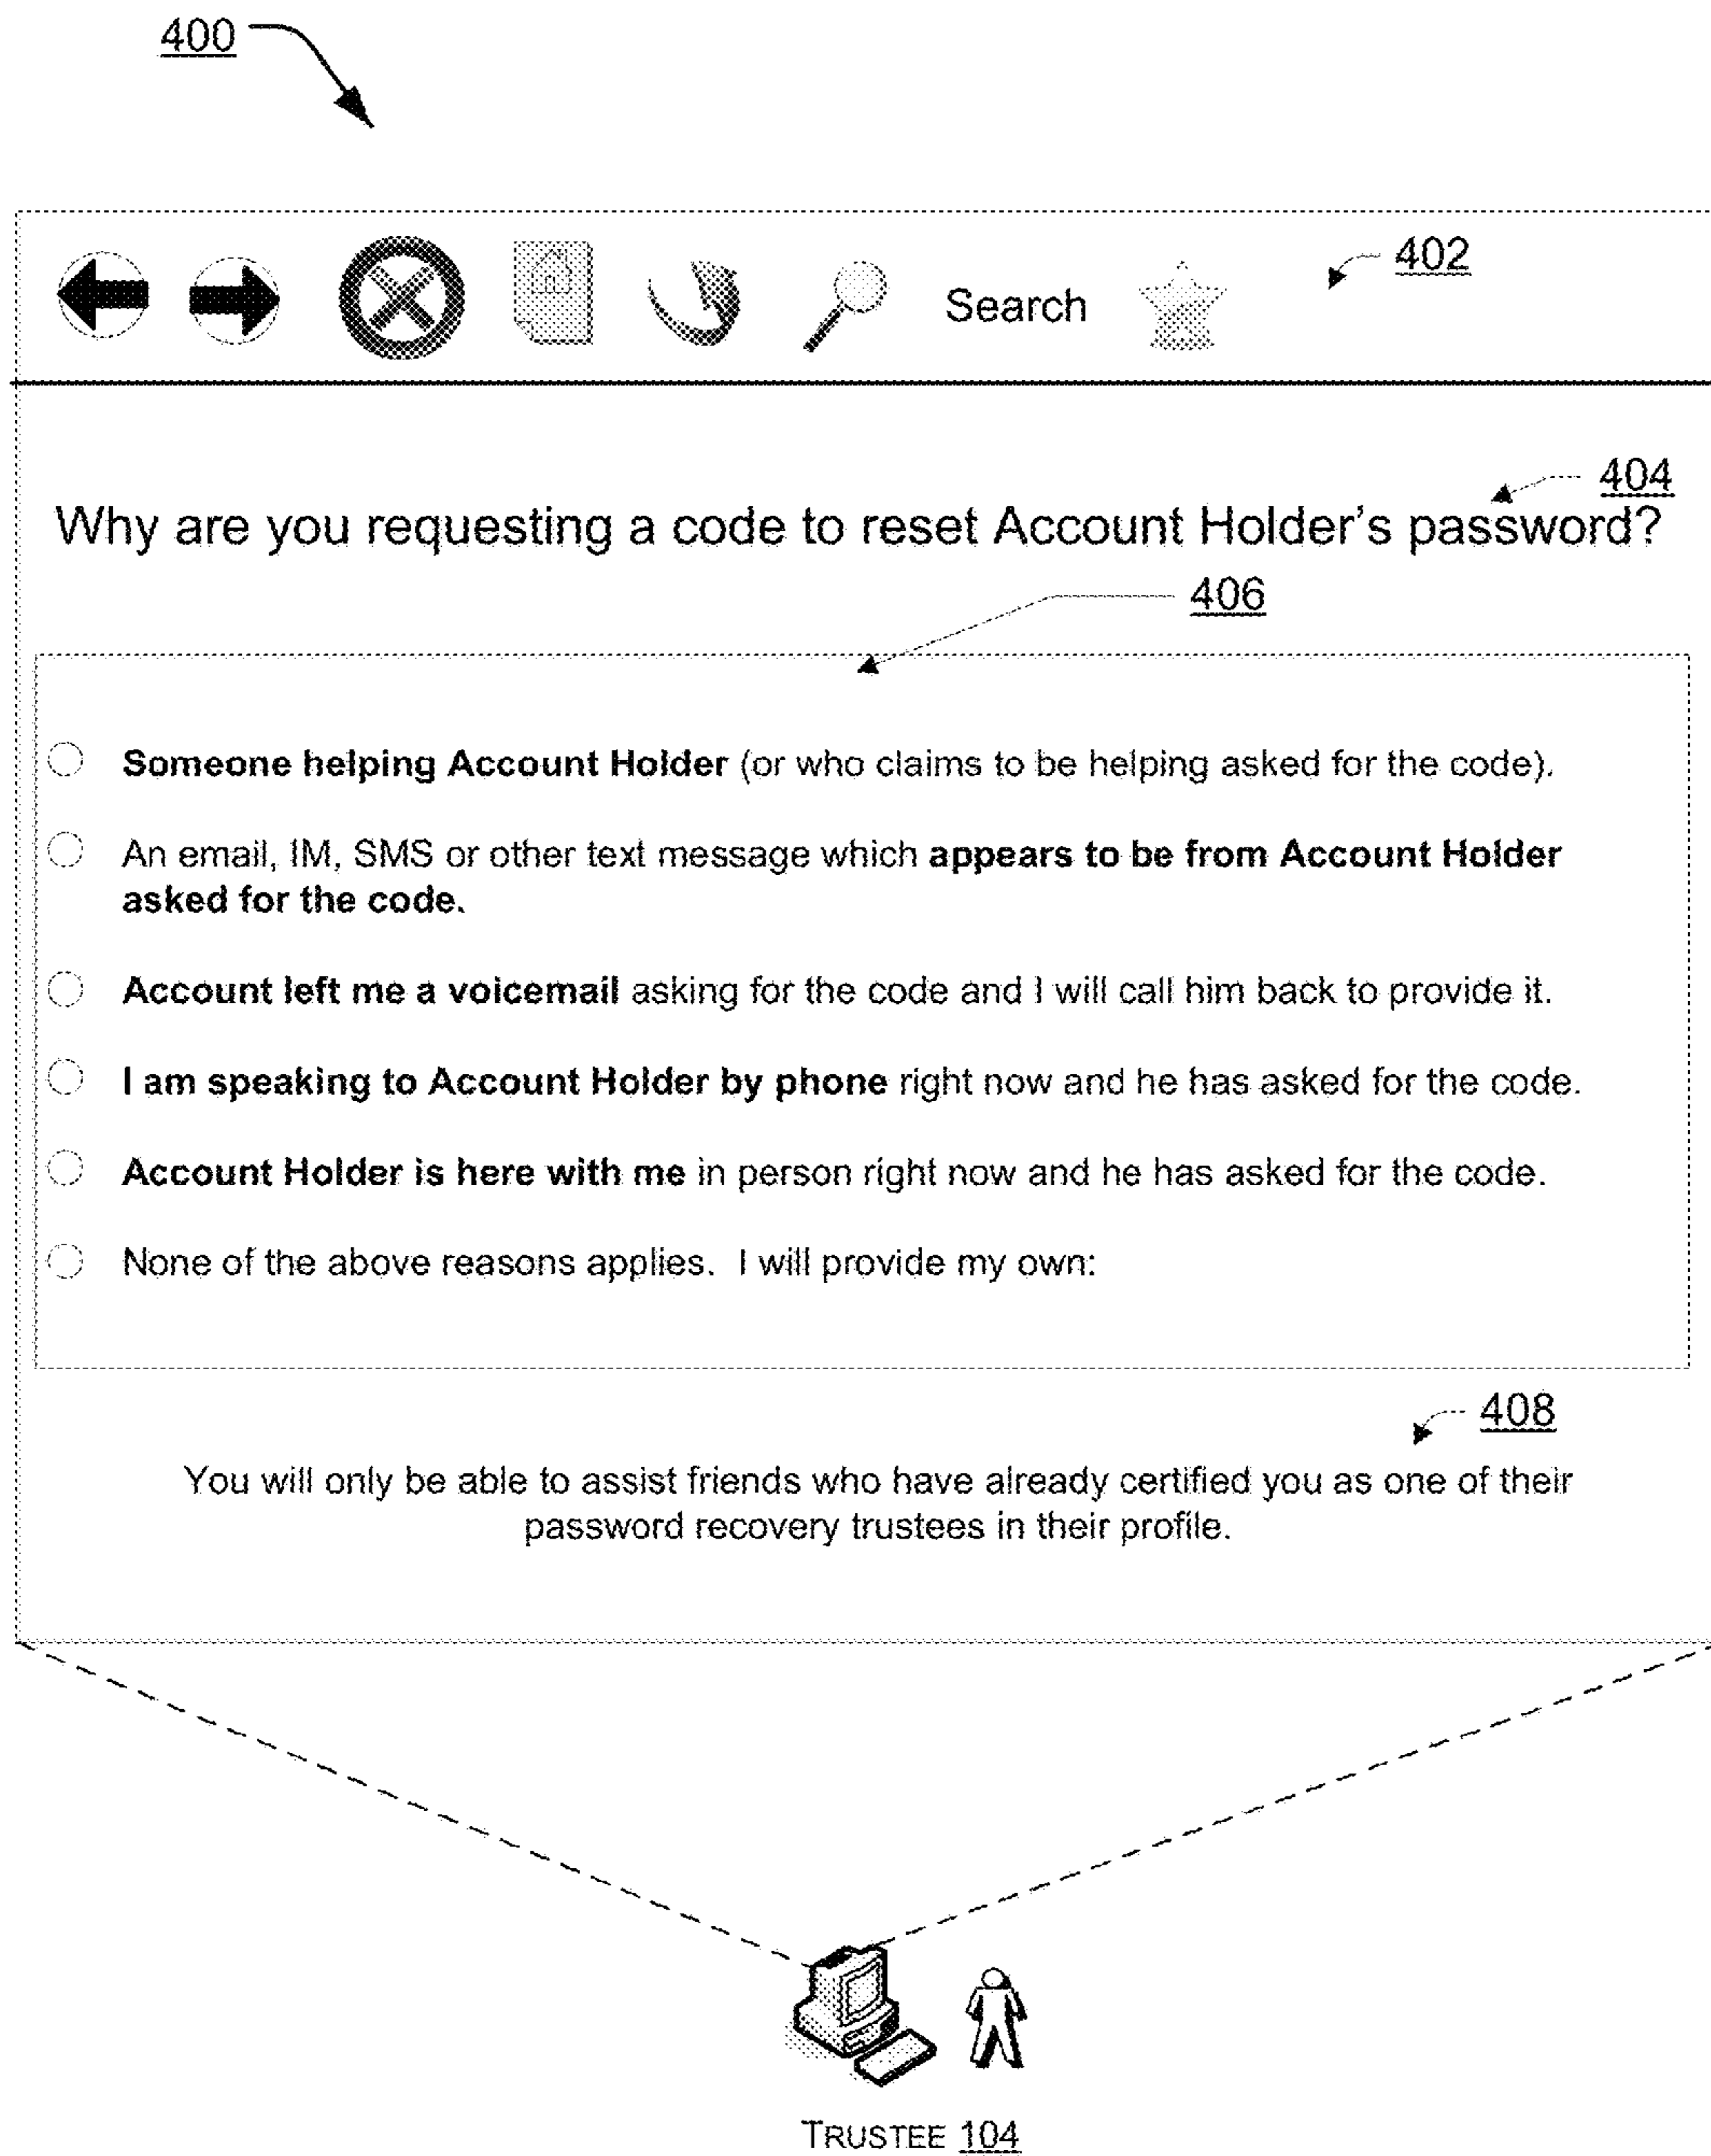 400
402
Search
404
Why are you requesting a code to reset Account Holder's password?
406
Someone helping Account Holder (or who claims to be helping asked for the code).
An email, IM, SMS or other text message which appears to be from Account Holder
asked for the code.
Account left me a voicemail asking for the code and I will call him back to provide it.
I am speaking to Account Holder by phone right now and he has asked for the code.
Account Holder is here with me in person right now and he has asked for the code.
None of the above reasons applies. I will provide my own:
408
You will only be able to assist friends who have already certified you as one of their
password recovery trustees in their profile.
TRUSTEE 104